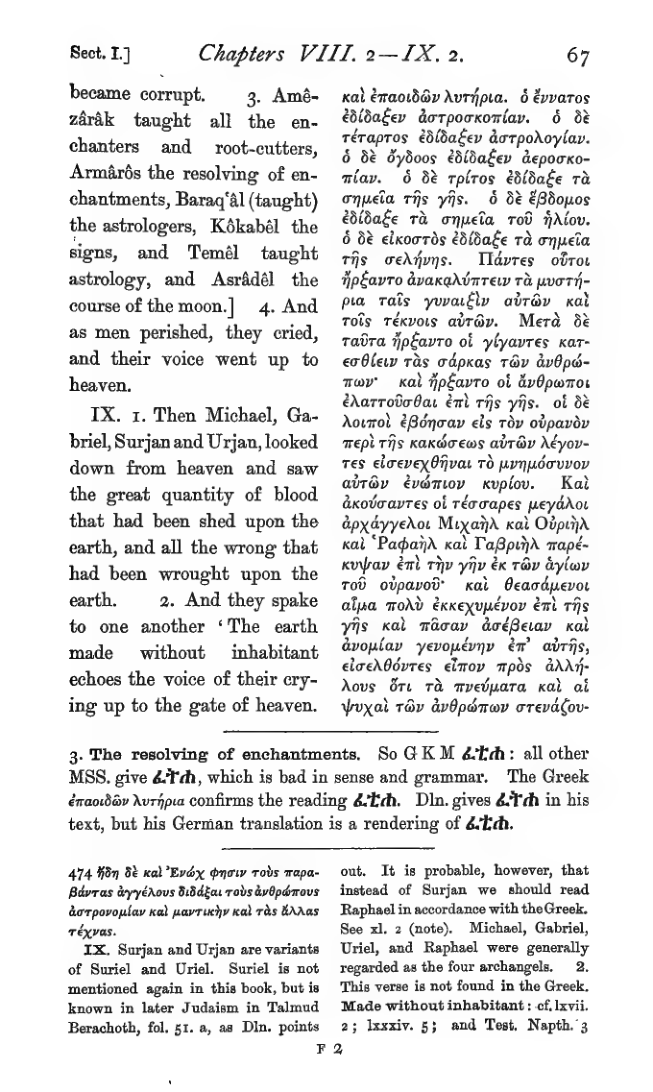 Sect. I.] Chapters VIII. 2—IX. 2. 67
became corrupt. 3. Amê-
zârâk taught all the en-
chanters and root-cutters,
Armârôs the resolving of en-
chantments, Baraqʿâl (taught)
the astrologers, Kôkabêl the
signs, and Temêl taught
astrology, and Asrâdêl the
course of the moon.] 4. And
as men perished, they cried,
and their voice went up to
heaven.
IX. 1. Then Michael, Ga-
briel, Surjan and Urjan, looked
down from heaven and saw
the great quantity of blood
that had been shed upon the
earth, and all the wrong that
had been wrought upon the
earth. 2. And they spake
to one another ‘The earth
made without inhabitant
echoes the voice of their cry-
ing up to the gate of heaven.
καὶ ἐπαοιδῶν λυτήρια. ὁ ἔννατος
ἐδίδαξεν ἀστροσκοπίαν. ὁ δὲ
τέταρτος ἐδίδαξεν ἀστρολογίαν.
ὁ δὲ ὄγδοος ἐδίδαξεν ἀεροσκο-
πίαν. ὁ δὲ τρίτος ἐδίδαξε τὰ
σημεῖα τῆς γῆς. ὁ δὲ ἕβδομος
ἐδίδαξε τὰ σημεῖα τοῦ ἡλίου.
ὁ δὲ εἰκοστὸς ἐδίδαξε τὰ σημεῖα
τῆς σελήνης. Πάντες οὗτοι
ἤρξαντο ἀνακαλύπτειν τὰ μυστή-
ρια ταῖς γυναιξὶν αὐτῶν καὶ
τοῖς τέκνοις αὐτῶν. Μετὰ δὲ
ταῦτα ἤρξαντο οἱ γίγαντες κατ-
εσθίειν τὰς σάρκας τῶν ἀνθρώ-
πων· καὶ ἤρξαντο οἱ ἄνθρωποι
ἐλαττοῦσθαι ἐπὶ τῆς γῆς. οἱ δὲ
λοιποὶ ἐβόησαν εἰς τὸν οὐρανὸν
περὶ τῆς κακώσεως αὐτῶν λέγον-
τες εἰσενεχθῆναι τὸ μνημόσυνον
αὐτῶν ἐνώπιον κυρίου. Καὶ
ἀκούσαντες οἱ τέσσαρες μεγάλοι
ἀρχάγγελοι Μιχαὴλ καὶ Οὐριὴλ
καὶ Ῥαφαὴλ καὶ Γαβριὴλ παρέ-
κυψαν ἐπὶ τὴν γῆν ἐκ τῶν ἁγίων
τοῦ οὐρανοῦ· καὶ θεασάμενοι
αἷμα πολὺ ἐκκεχυμένον ἐπὶ τῆς
γῆς καὶ πᾶσαν ἀσέβειαν καὶ
ἀνομίαν γενομένην ἐπ’ αὐτῆς,
εἰσελθόντες εἶπον πρὸς ἀλλή-
λους ὅτι τὰ πνεύματα καὶ αἱ
ψυχαὶ τῶν ἀνθρώπων στενάζου-
3. The resolving of enchantments. So G K M ፈቲሐ: all other
MSS. give ፈትሐ, which is bad in sense and grammar. The Greek
ἐπαοιδῶν λυτήρια confirms the reading ፈቲሐ. Dln. gives ፈትሐ in his
text, but his German translation is a rendering of ፈቲሐ.
474 ἤδη δὲ καὶ Ἐνώχ φησιν τοὺς παρα-
βάντας ἀγγέλους διδάξαι τοὺς ἀνθρώπους
ἀστρονομίαν καὶ μαντικὴν καὶ τὰς ἄλλας
τέχνας.
IX. Surjan and Urjan are variants
of Suriel and Uriel. Suriel is not
mentioned again in this book, but is
known in later Judaism in Talmud
Berachoth, fol. 51. a, as Dln. points
out. It is probable, however, that
instead of Surjan we should read
Raphael in accordance with the Greek.
See xl. 2 (note). Michael, Gabriel,
Uriel, and Raphael were generally
regarded as the four archangels. 2.
This verse is not found in the Greek.
Made without inhabitant: cf. lxvii.
2; lxxxiv. 5; and Test. Napth. 3
F 2